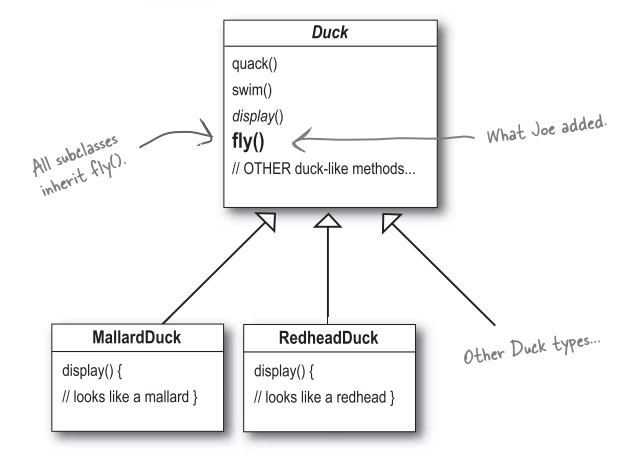 Duck
quack()
swim()
display()
fly()
// OTHER duck-like methods...
All subclasses
inherit fly().
What Joe added.
MallardDuck
display() {
// looks like a mallard }
RedheadDuck
display() {
// looks like a redhead }
Other Duck types...